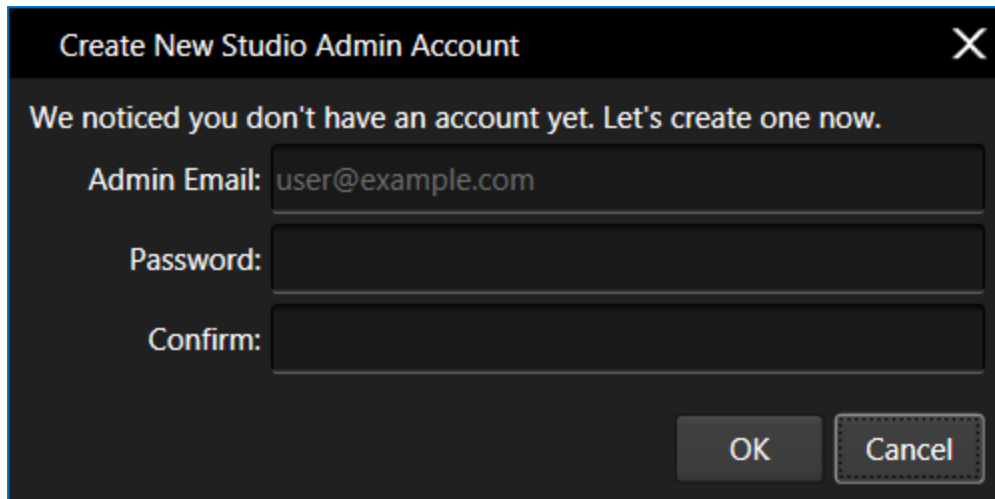 Create New Studio Admin Account
We noticed you don't have an account yet. Let's create one now.
Admin Email: user@example.com
Password:
Confirm:
OK Cancel